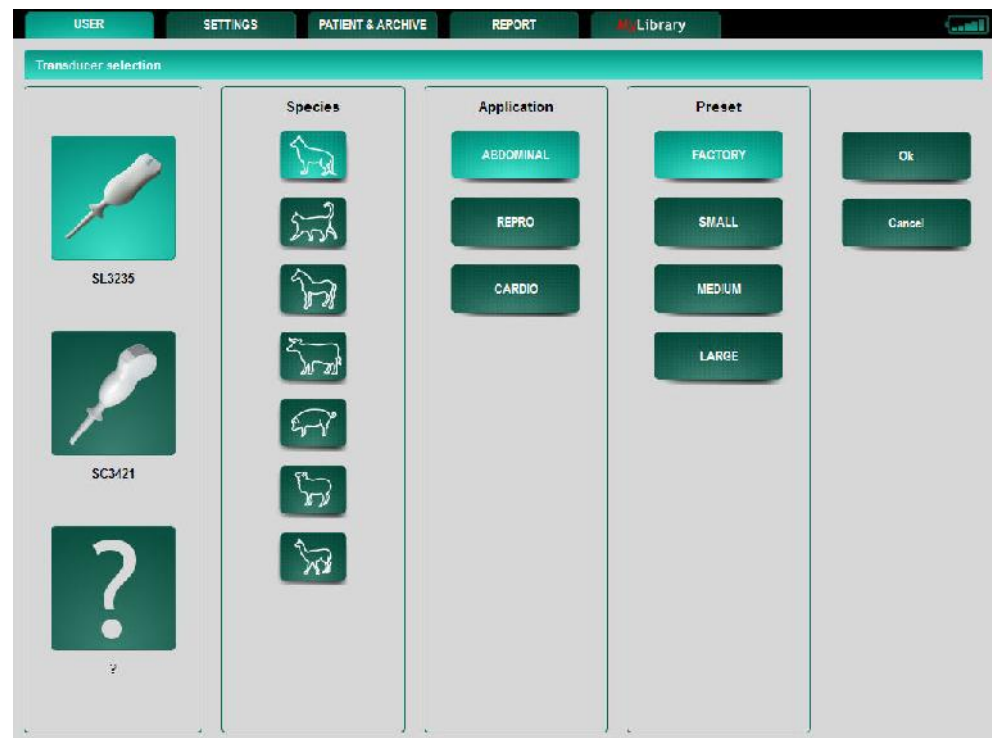 USER SETTINGS PATIENT & ARCHIVE REPORT MyLibrary
Transducer selection
Species Application Preset
ABDOMINAL FACTORY Ok
REPRO SMALL Cancel
SL3235
CARDIO MEDIUM
LARGE
SC3421
?
?